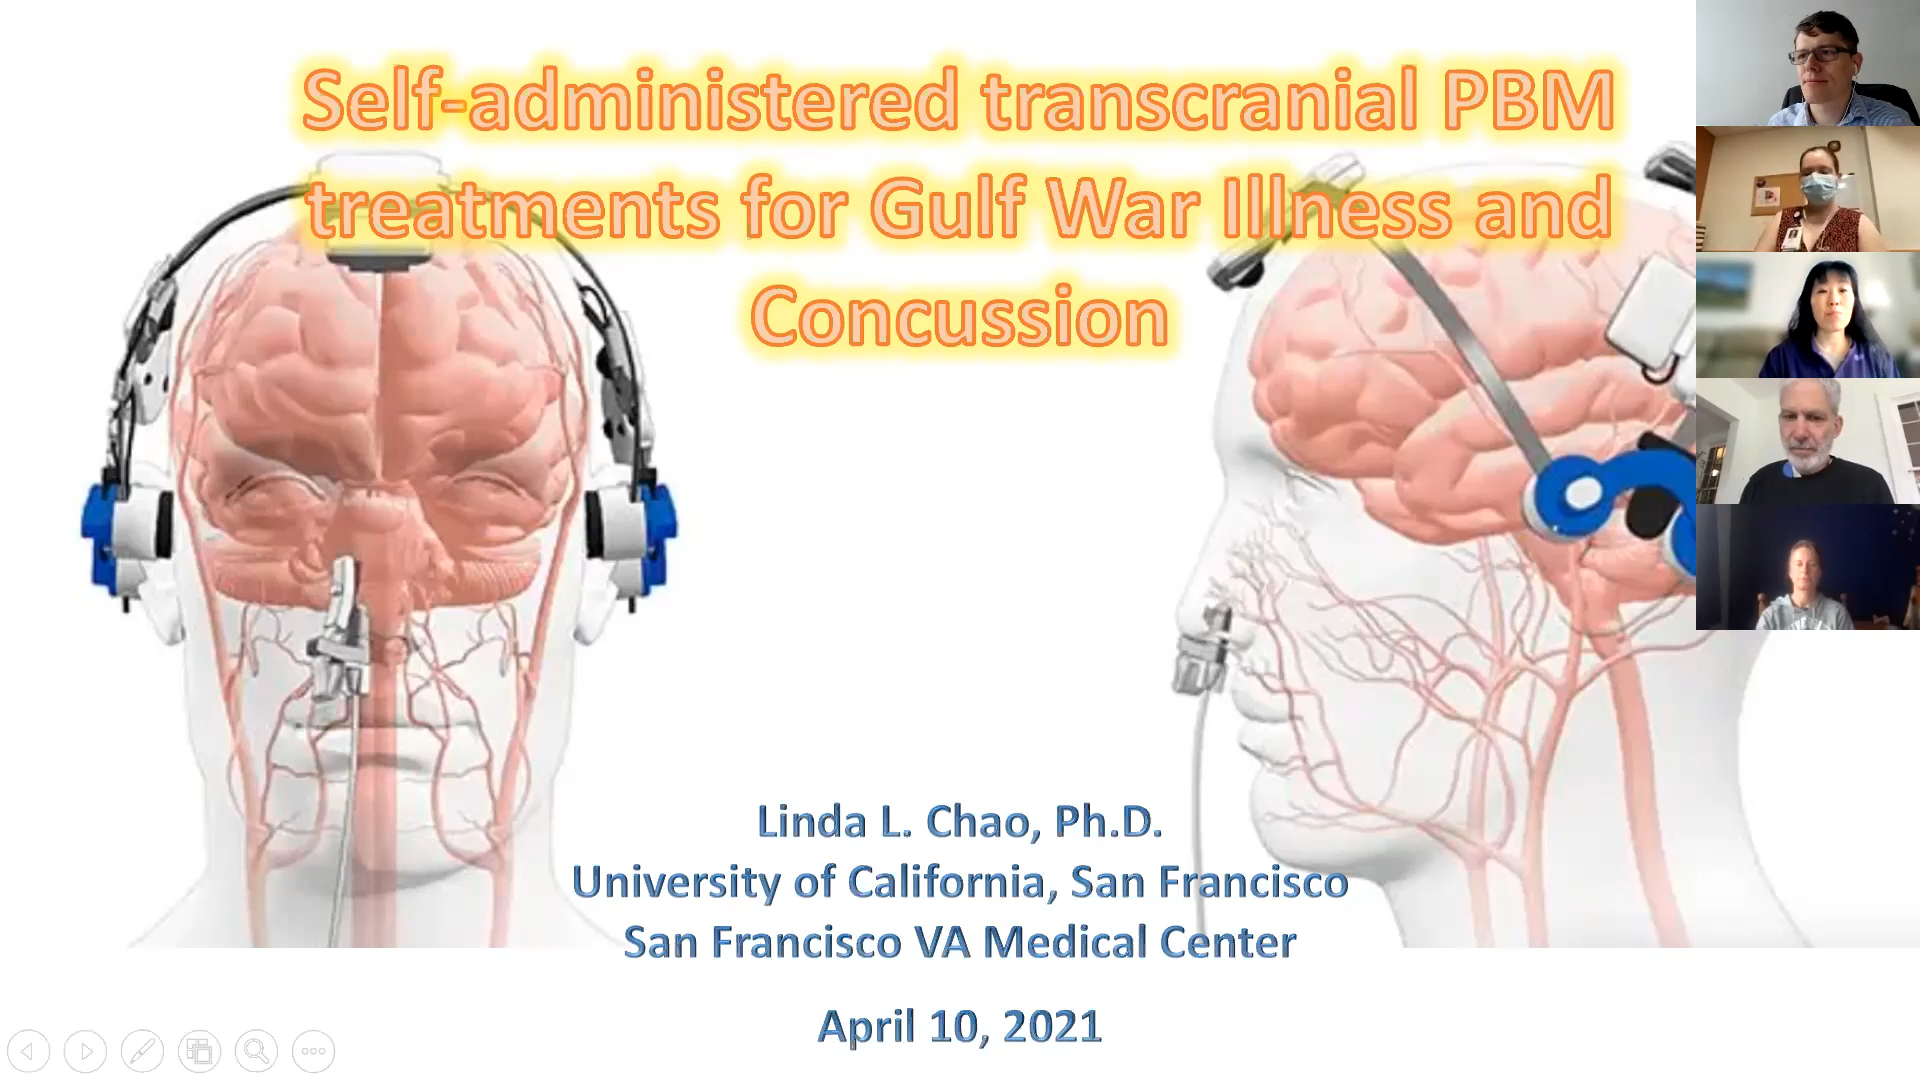 Self-administered transcranial PBM
treatments for Gulf War Illness and
Concussion
Linda L. Chao, Ph.D.
University of California, San Francisco
San Francisco VA Medical Center
April 10, 2021